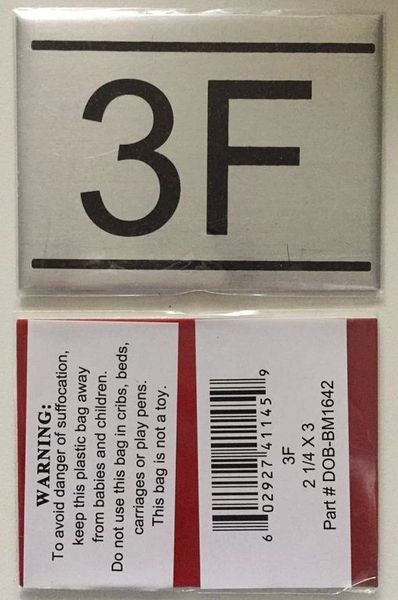 3F
WARNING:
To avoid danger of suffocation,
keep this plastic bag away
from babies and children.
Do not use this bag in cribs, beds,
carriages or play pens.
This bag is not a toy.
6 02927 41145 9
3F
2 1/4 X 3
Part # DOB-BM1642